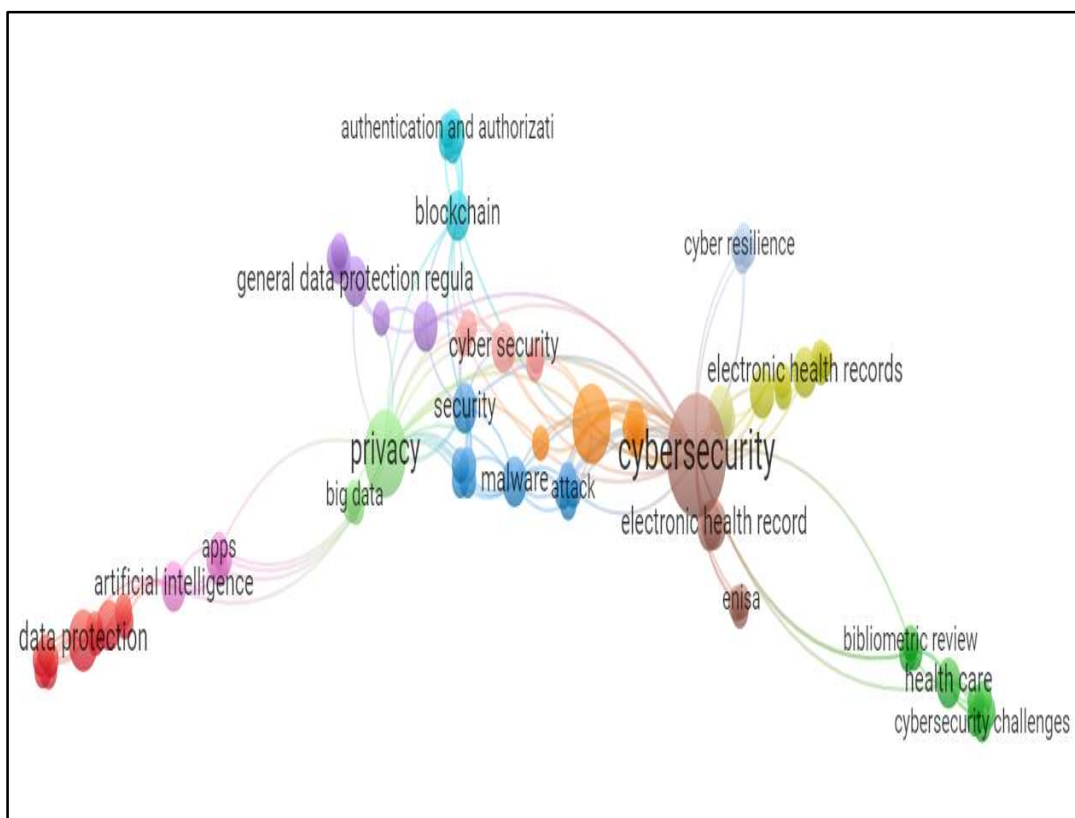 authentication and authorizati
blockchain
cyber resilience
general data protection regula
cyber security
electronic health records
security
privacy
cybersecurity
malware
attack
big data
electronic health record
apps
artificial intelligence
enisa
data protection
bibliometric review
health care
cybersecurity challenges